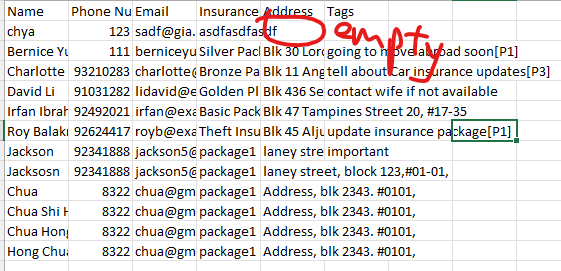 Name Phone Nu Email Insurance Address Tags
chya 123 sadf@gia. asdfasdfasdf empty
Bernice Yu 111 berniceyu Silver Pack Blk 30 Lor going to move abroad soon[P1]
Charlotte 93210283 charlotte@ Bronze Pa Blk 11 Ang tell about Car insurance updates[P3]
David Li 91031282 lidavid@e Golden Pl Blk 436 Se contact wife if not available
Irfan Ibrah 92492021 irfan@exa Basic Pack Blk 47 Tampines Street 20, #17-35
Roy Balak 92624417 royb@exa Theft Insu Blk 45 Alju update insurance package[P1]
Jackson 92341888 jackson5@ package1 laney stre important
Jacksosn 92341888 jackson5@ package1 laney street, block 123,#01-01,
Chua 8322 chua@gm package1 Address, blk 2343. #0101,
Chua Shi H 8322 chua@gm package1 Address, blk 2343. #0101,
Chua Hong 8322 chua@gm package1 Address, blk 2343. #0101,
Hong Chua 8322 chua@gm package1 Address, blk 2343. #0101,